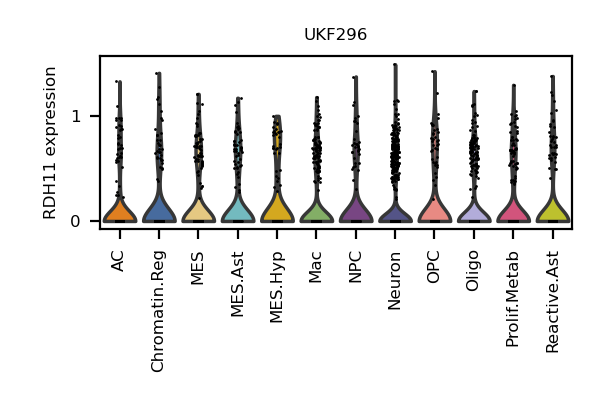 UKF296
RDH11 expression
1
0
AC
Chromatin.Reg
MES
MES.Ast
MES.Hyp
Mac
NPC
Neuron
OPC
Oligo
Prolif.Metab
Reactive.Ast